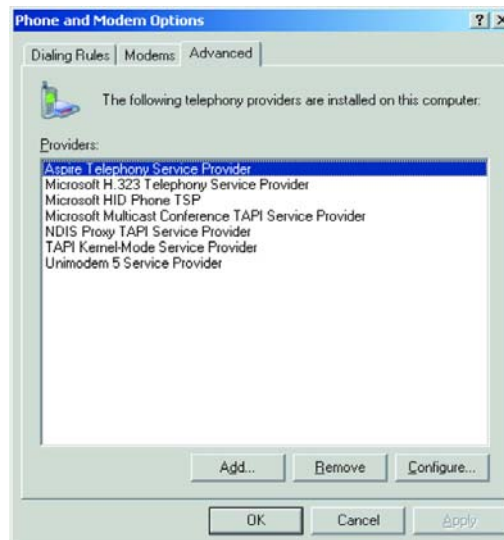 Phone and Modem Options
Dialing Rules Modems Advanced
The following telephony providers are installed on this computer:
Providers:
Aspire Telephony Service Provider
Microsoft H.323 Telephony Service Provider
Microsoft HID Phone TSP
Microsoft Multicast Conference TAPI Service Provider
NDIS Proxy TAPI Service Provider
TAPI Kernel-Mode Service Provider
Unimodem 5 Service Provider
Add... Remove Configure...
OK Cancel Apply